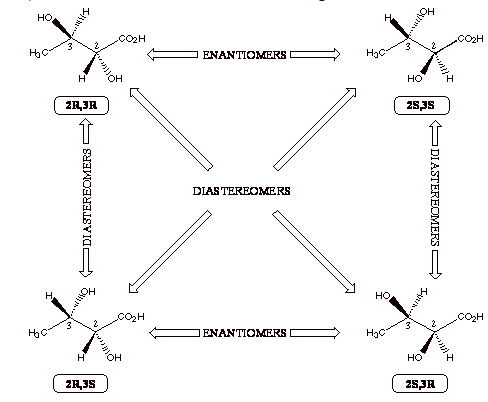 HO H
3 2 CO₂H
H₃C
H OH
2R,3R
ENANTIOMERS
H OH
3 2 CO₂H
H₃C
HO H
2S,3S
DIASTEREOMERS
DIASTEREOMERS
DIASTEREOMERS
H OH
3 2 CO₂H
H₃C
H OH
2R,3S
ENANTIOMERS
HO H
3 2 CO₂H
H₃C
HO H
2S,3R